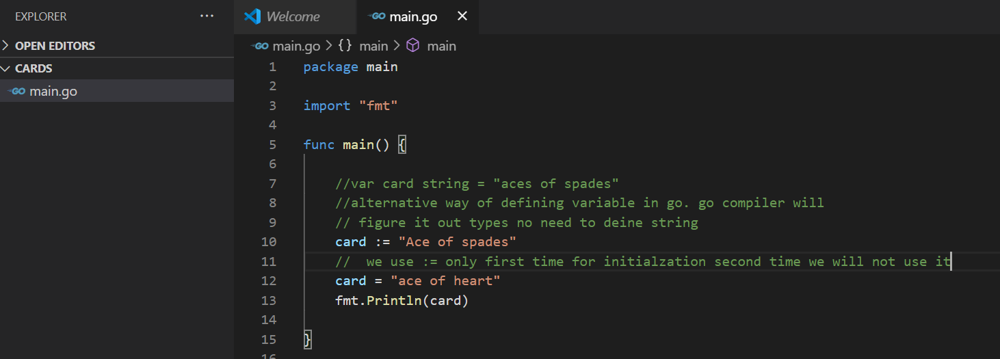 EXPLORER ...
OPEN EDITORS
CARDS
GO main.go
Welcome GO main.go
GO main.go > {} main > main
1 package main
2
3 import "fmt"
4
5 func main() {
6
7 //var card string = "aces of spades"
8 //alternative way of defining variable in go. go compiler will
9 // figure it out types no need to deine string
10 card := "Ace of spades"
11 //  we use := only first time for initialzation second time we will not use it
12 card = "ace of heart"
13 fmt.Println(card)
14
15 }
16